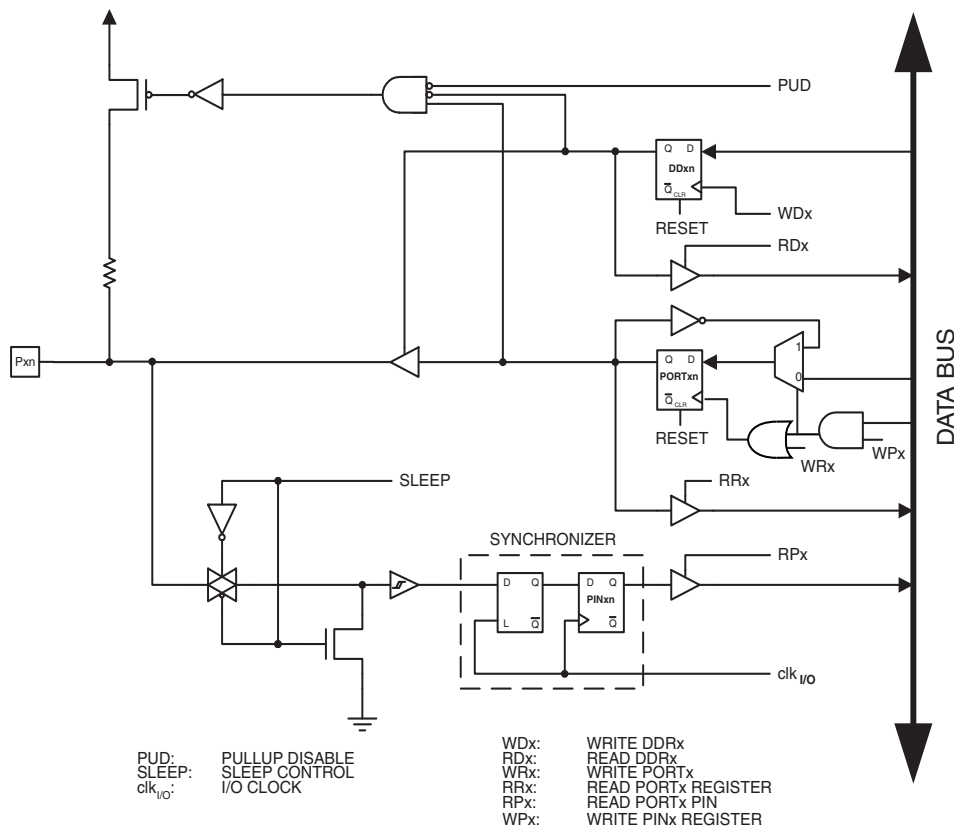 PUD
Q D
DDxn
Q CLR
WDx
RESET
RDx
Pxn
1
Q D
PORTxn
0
Q CLR
RESET
WRx
WPx
DATA BUS
SLEEP
RRx
SYNCHRONIZER
RPx
D Q
D Q
PINxn
L Q
Q
clk I/O
PUD: PULLUP DISABLE
SLEEP: SLEEP CONTROL
clkI/O: I/O CLOCK
WDx: WRITE DDRx
RDx: READ DDRx
WRx: WRITE PORTx
RRx: READ PORTx REGISTER
RPx: READ PORTx PIN
WPx: WRITE PINx REGISTER